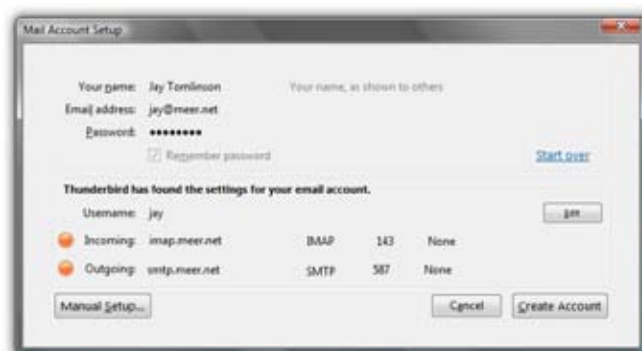 Mail Account Setup
Your name: Jay Tomlinson Your name, as shown to others
Email address: jay@meer.net
Password: ••••••••
Remember password
Start over
Thunderbird has found the settings for your email account.
Username: jay Edit
Incoming: imap.meer.net IMAP 143 None
Outgoing: smtp.meer.net SMTP 587 None
Manual Setup... Cancel Create Account